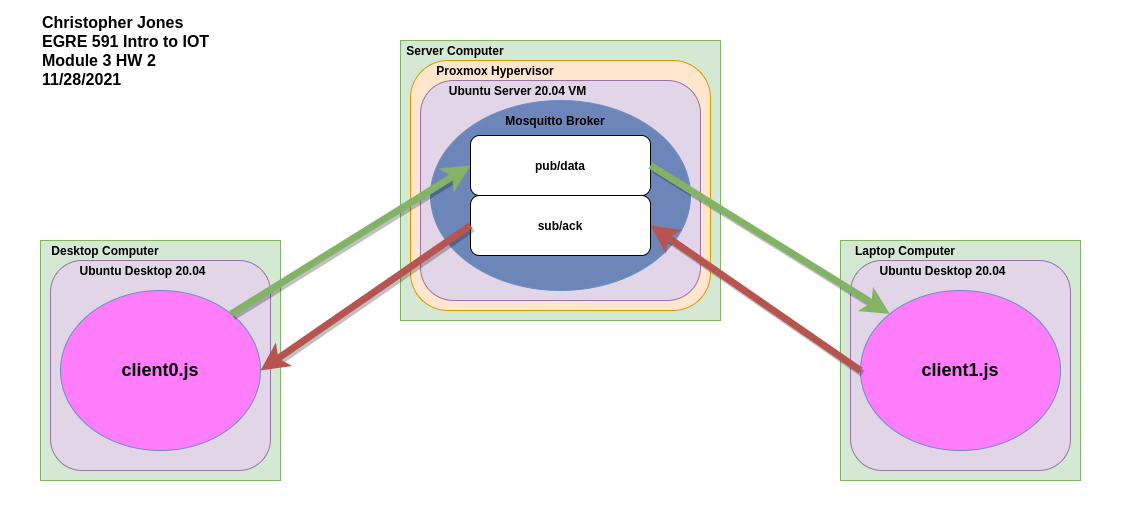 Christopher Jones
EGRE 591 Intro to IOT
Module 3 HW 2
11/28/2021
Server Computer
Proxmox Hypervisor
Ubuntu Server 20.04 VM
Mosquitto Broker
pub/data
sub/ack
Desktop Computer
Ubuntu Desktop 20.04
client0.js
Laptop Computer
Ubuntu Desktop 20.04
client1.js